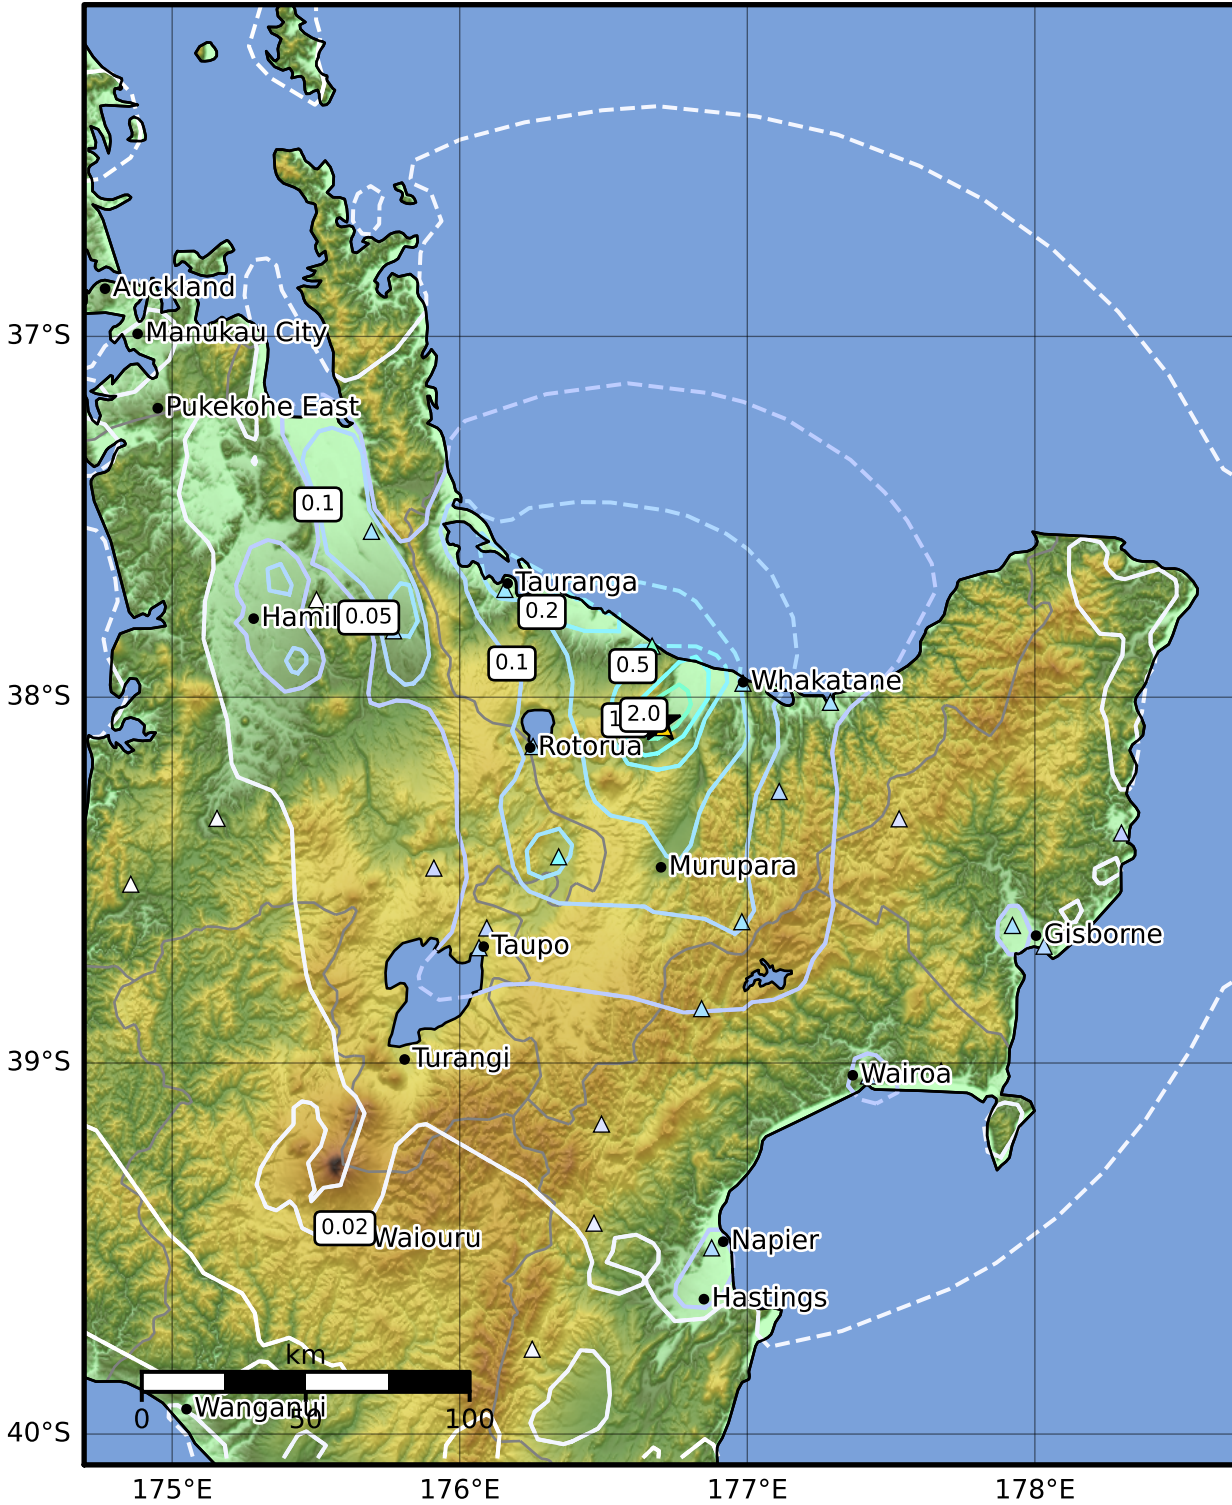 Auckland
37°S
Manukau City
Pukekohe East
0.1
Tauranga
0.2
Hamil
0.05
0.1
0.5
Whakatane
38°S
1
2.0
Rotorua
Murupara
Gisborne
Taupo
39°S
Turangi
Wairoa
0.02
Waiouru
Napier
Hastings
km
Wanganui
0
50
100
40°S
175°E
176°E
177°E
178°E